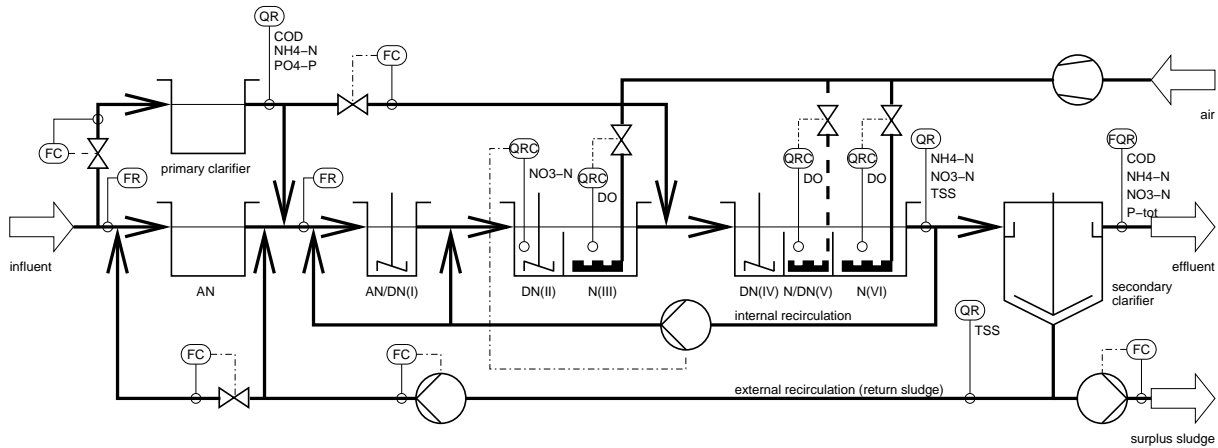 QR
COD
NH4−N
PO4−P
FC
FC
primary clarifier
FR
FR
influent
AN
AN/DN(I)
QRC
NO3−N
QRC
DO
DN(II)
N(III)
QRC
DO
QRC
DO
DN(IV)
N/DN(V)
N(VI)
QR
NH4−N
NO3−N
TSS
air
FQR
COD
NH4−N
NO3−N
P−tot
effluent
secondary
clarifier
internal recirculation
QR
TSS
FC
FC
FC
external recirculation (return sludge)
surplus sludge